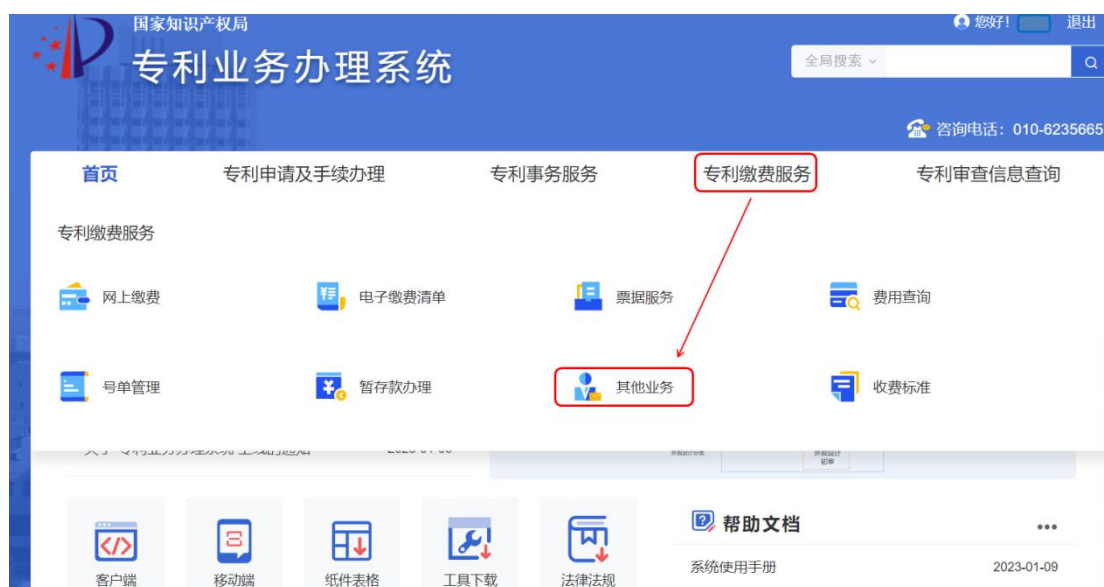 国家知识产权局
专利业务办理系统
您好! 退出
全局搜索
咨询电话：010-6235665
首页 专利申请及手续办理 专利事务服务 专利缴费服务 专利审查信息查询
专利缴费服务
网上缴费 电子缴费清单 票据服务 费用查询
号单管理 暂存款办理 其他业务 收费标准
帮助文档
系统使用手册 2023-01-09
客户端 移动端 纸件表格 工具下载 法律法规